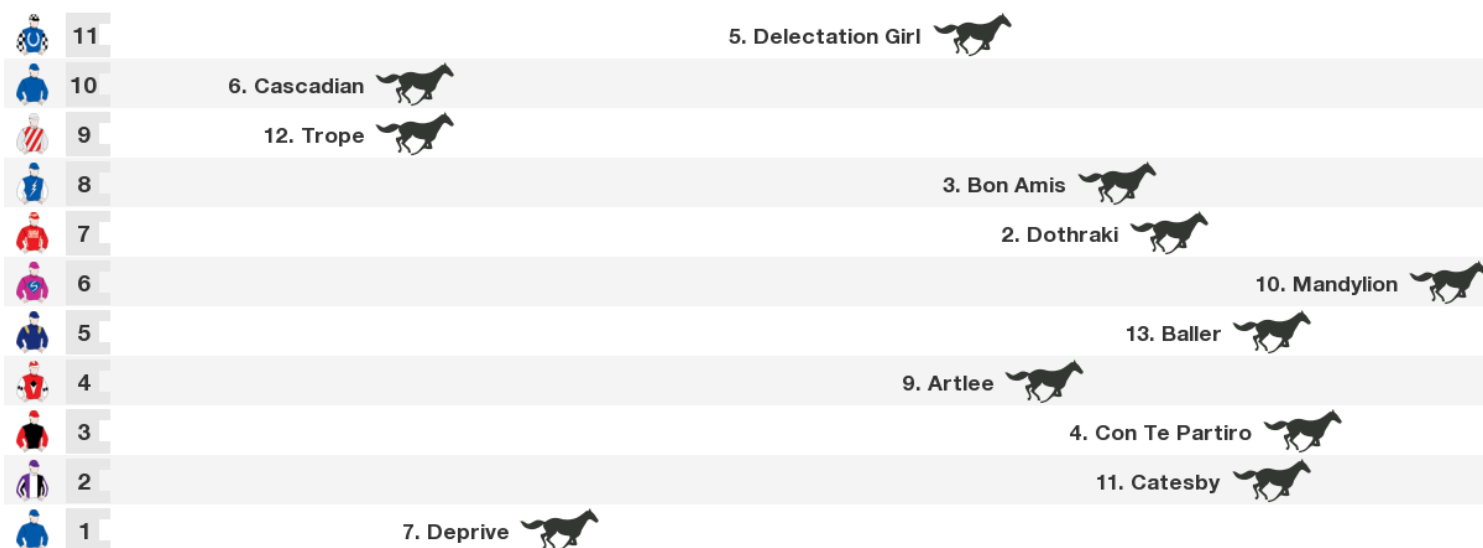 11 5. Delectation Girl
10 6. Cascadian
9 12. Trope
8 3. Bon Amis
7 2. Dothraki
6 10. Mandylion
5 13. Baller
4 9. Artlee
3 4. Con Te Partiro
2 11. Catesby
1 7. Deprive